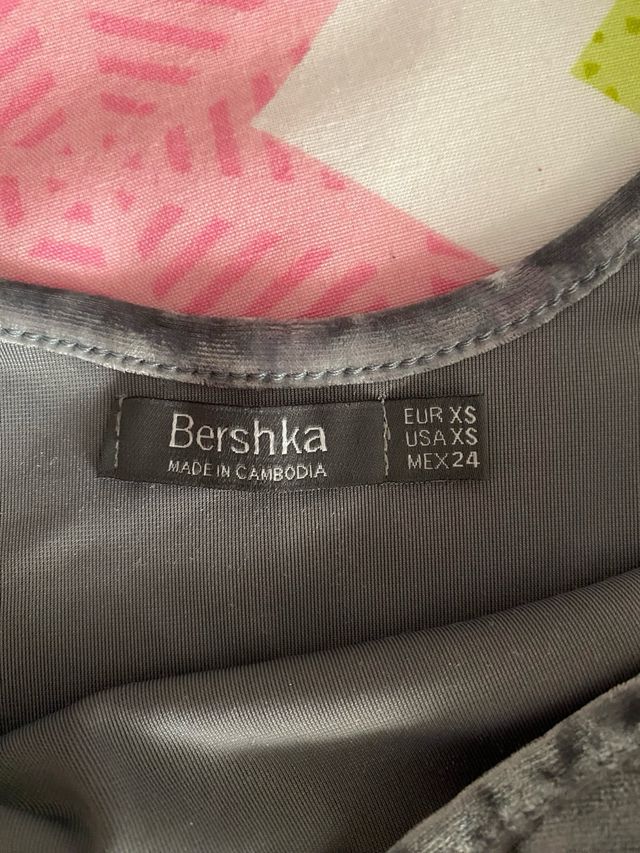 Bershka
MADE IN CAMBODIA
EUR XS
USA XS
MEX 24